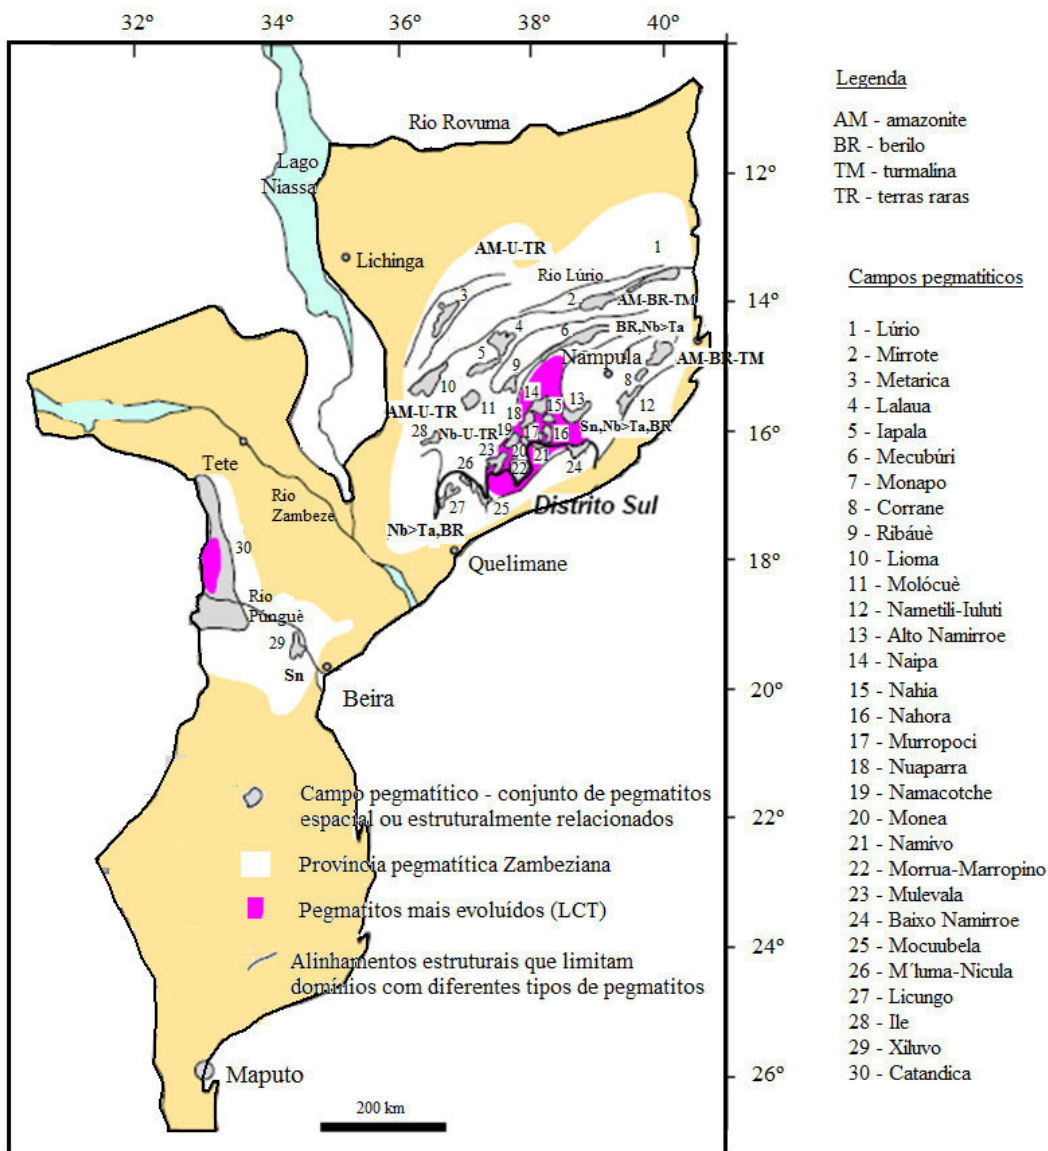 32°
34°
36°
38°
40°
Rio Rovuma
Lago
Niassa
12°
Lichinga
AM-U-TR
1
Rio Lúrio
3
2
AM-BR-TM
14°
4
6
BR,Nb>Ta
5
Nampula
AM-BR-TM
9
8
10
14
AM-U-TR
11
18
15
13
12
28
Nb-U-TR
19
17
16
Sn,Nb>Ta,BR
16°
23
20
21
24
26
22
Tete
Rio
Zambeze
27
25
Distrito Sul
Nb>Ta,BR
30
Quelimane
18°
Rio
Púnguè
29
Sn
Beira
20°
Campo pegmatítico - conjunto de pegmatitos
espacial ou estruturalmente relacionados
22°
Província pegmatítica Zambeziana
Pegmatitos mais evoluídos (LCT)
24°
Alinhamentos estruturais que limitam
domínios com diferentes tipos de pegmatitos
Maputo
26°
200 km
Legenda
AM - amazonite
BR - berilo
TM - turmalina
TR - terras raras
Campos pegmatíticos
1 - Lúrio
2 - Mirrote
3 - Metarica
4 - Lalaua
5 - Iapala
6 - Mecubúri
7 - Monapo
8 - Corrane
9 - Ribáuè
10 - Lioma
11 - Molócuè
12 - Nametili-Iuluti
13 - Alto Namirroe
14 - Naipa
15 - Nahia
16 - Nahora
17 - Murropoci
18 - Nuaparra
19 - Namacotche
20 - Monea
21 - Namivo
22 - Morrua-Marropino
23 - Mulevala
24 - Baixo Namirroe
25 - Mocuubela
26 - M´luma-Nicula
27 - Licungo
28 - Ile
29 - Xiluvo
30 - Catandica